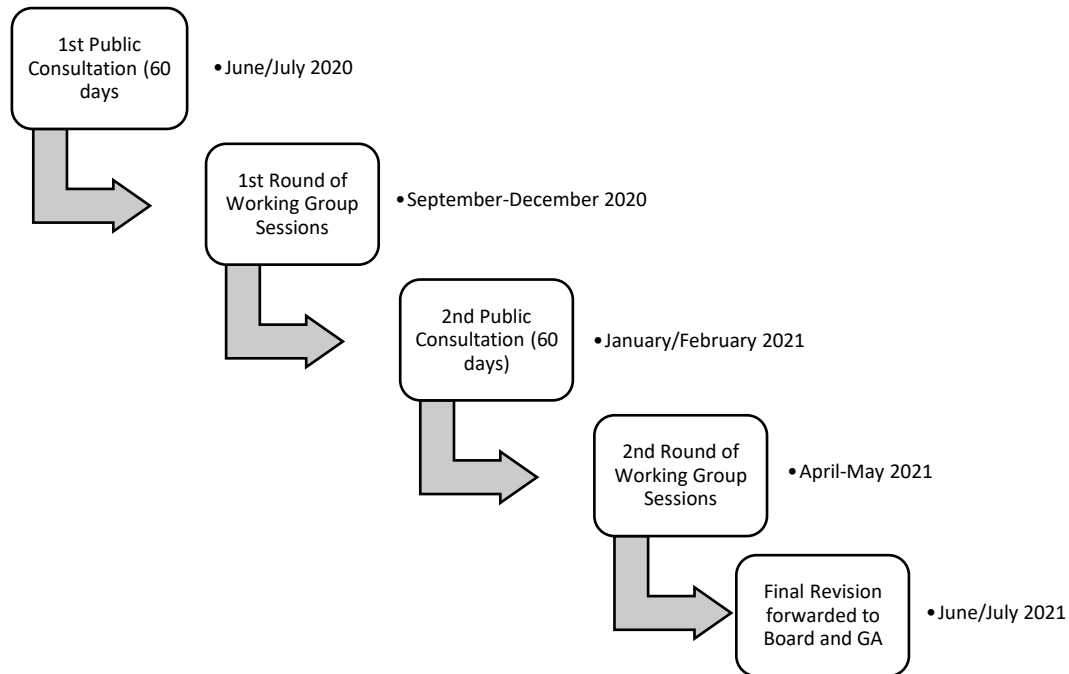 1st Public
Consultation (60
days
•June/July 2020
1st Round of
Working Group
Sessions
•September-December 2020
2nd Public
Consultation (60
days)
•January/February 2021
2nd Round of
Working Group
Sessions
•April-May 2021
Final Revision
forwarded to
Board and GA
•June/July 2021